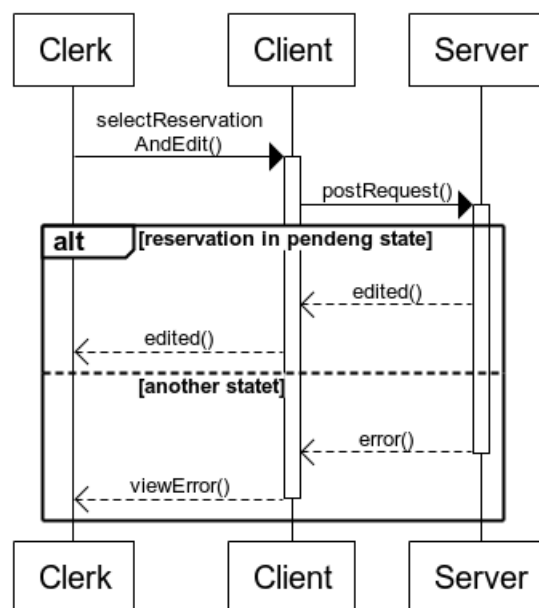 Clerk Client Server
selectReservation
AndEdit()
postRequest()
alt [reservation in pendeng state]
edited()
edited()
[another statet]
error()
viewError()
Clerk Client Server